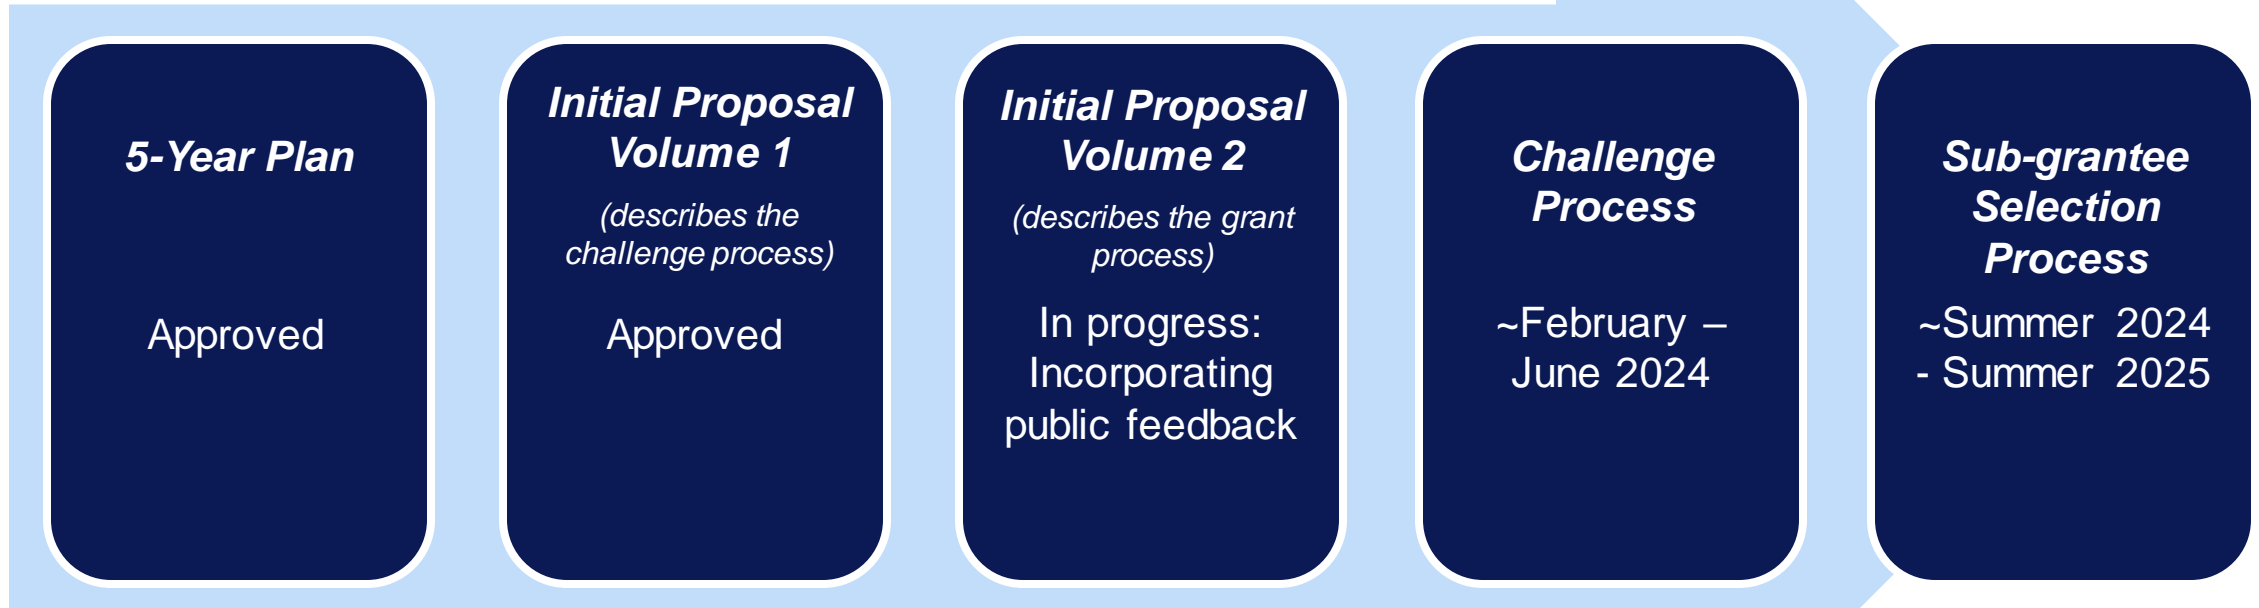 5-Year Plan
Approved
Initial Proposal
Volume 1
(describes the
challenge process)
Approved
Initial Proposal
Volume 2
(describes the grant
process)
In progress:
Incorporating
public feedback
Challenge
Process
~February –
June 2024
Sub-grantee
Selection
Process
~Summer 2024
- Summer 2025